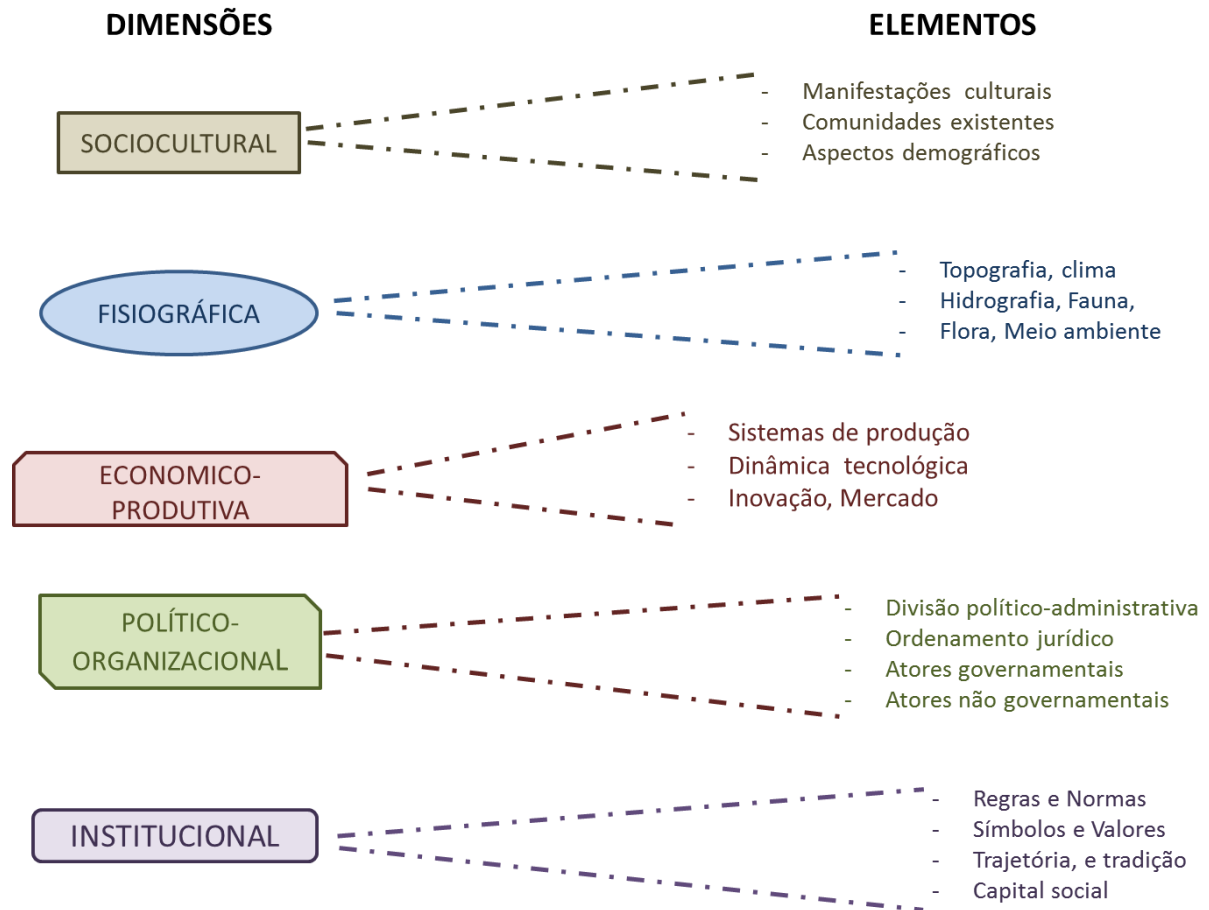 DIMENSÕES
ELEMENTOS
SOCIOCULTURAL
- Manifestações culturais
- Comunidades existentes
- Aspectos demográficos
FISIOGRÁFICA
- Topografia, clima
- Hidrografia, Fauna,
- Flora, Meio ambiente
ECONOMICO-
PRODUTIVA
- Sistemas de produção
- Dinâmica tecnológica
- Inovação, Mercado
POLÍTICO-
ORGANIZACIONAL
- Divisão político-administrativa
- Ordenamento jurídico
- Atores governamentais
- Atores não governamentais
INSTITUCIONAL
- Regras e Normas
- Símbolos e Valores
- Trajetória, e tradição
- Capital social